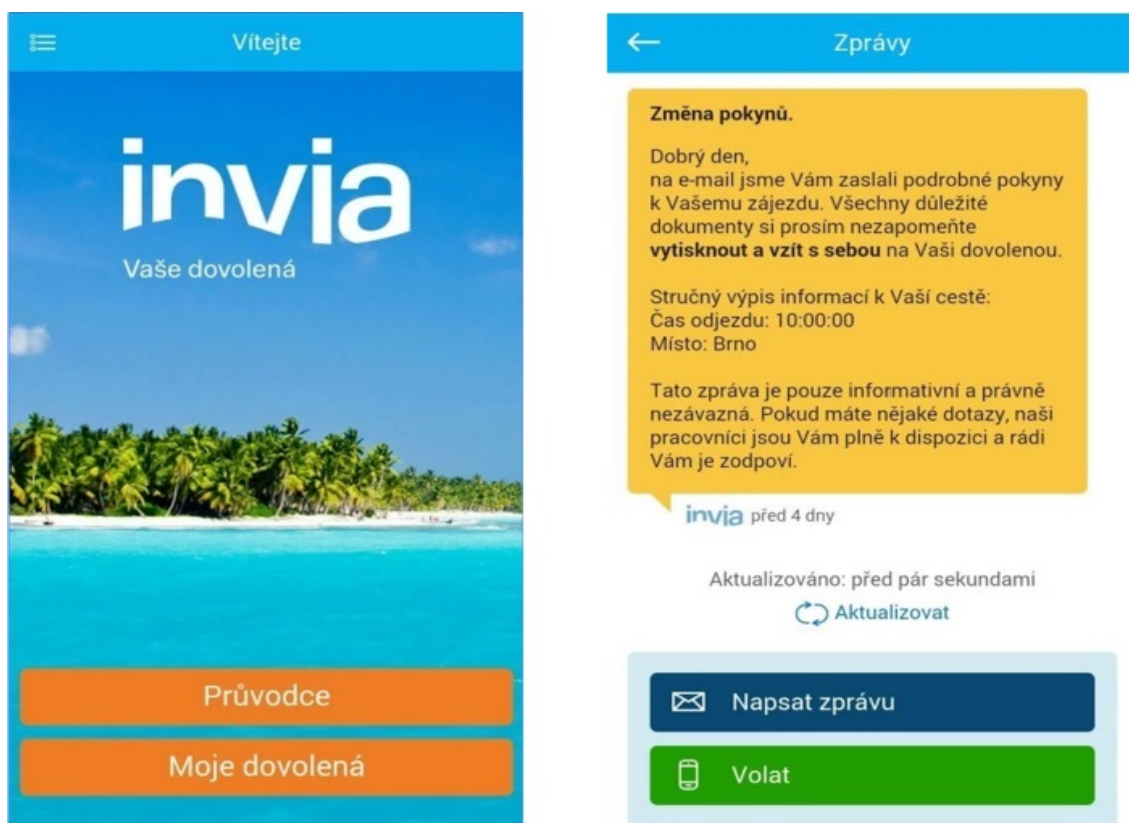 Vítejte
invia
Vaše dovolená
Průvodce
Moje dovolená
Zprávy
Změna pokynů.
Dobrý den,
na e-mail jsme Vám zaslali podrobné pokyny
k Vašemu zájezdu. Všechny důležité
dokumenty si prosím nezapomeňte
vytisknout a vzít s sebou na Vaši dovolenou.
Stručný výpis informací k Vaší cestě:
Čas odjezdu: 10:00:00
Místo: Brno
Tato zpráva je pouze informativní a právně
nezávazná. Pokud máte nějaké dotazy, naši
pracovníci jsou Vám plně k dispozici a rádi
Vám je zodpoví.
invia před 4 dny
Aktualizováno: před pár sekundami
Aktualizovat
Napsat zprávu
Volat